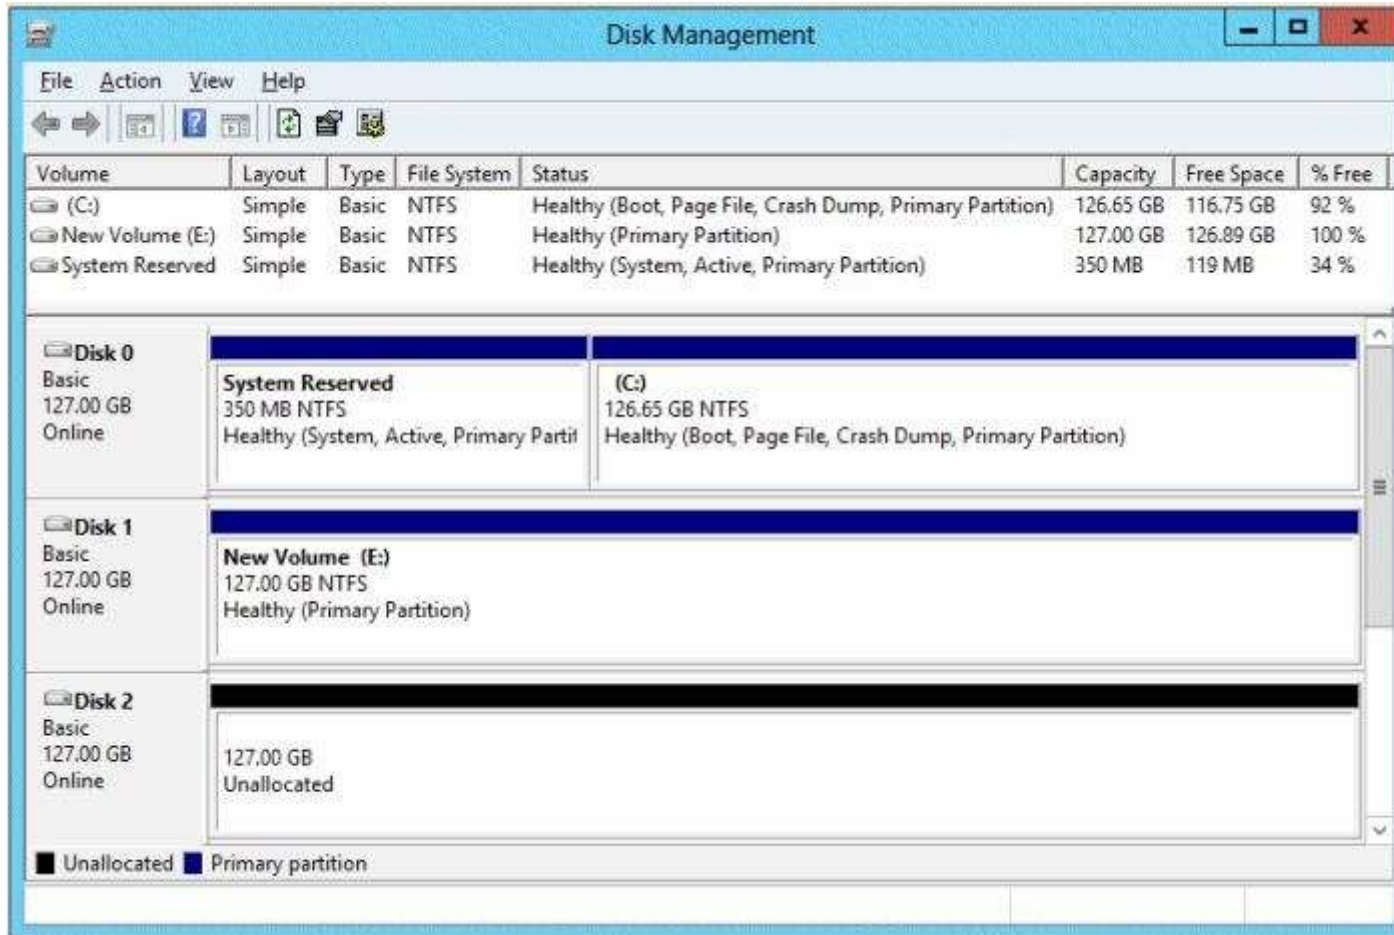 Disk Management
File Action View Help
Volume Layout Type File System Status Capacity Free Space % Free
(C:) Simple Basic NTFS Healthy (Boot, Page File, Crash Dump, Primary Partition) 126.65 GB 116.75 GB 92 %
New Volume (E:) Simple Basic NTFS Healthy (Primary Partition) 127.00 GB 126.89 GB 100 %
System Reserved Simple Basic NTFS Healthy (System, Active, Primary Partition) 350 MB 119 MB 34 %
Disk 0
Basic
127.00 GB
Online
System Reserved
350 MB NTFS
Healthy (System, Active, Primary Partit
(C:)
126.65 GB NTFS
Healthy (Boot, Page File, Crash Dump, Primary Partition)
Disk 1
Basic
127.00 GB
Online
New Volume (E:)
127.00 GB NTFS
Healthy (Primary Partition)
Disk 2
Basic
127.00 GB
Online
127.00 GB
Unallocated
Unallocated Primary partition